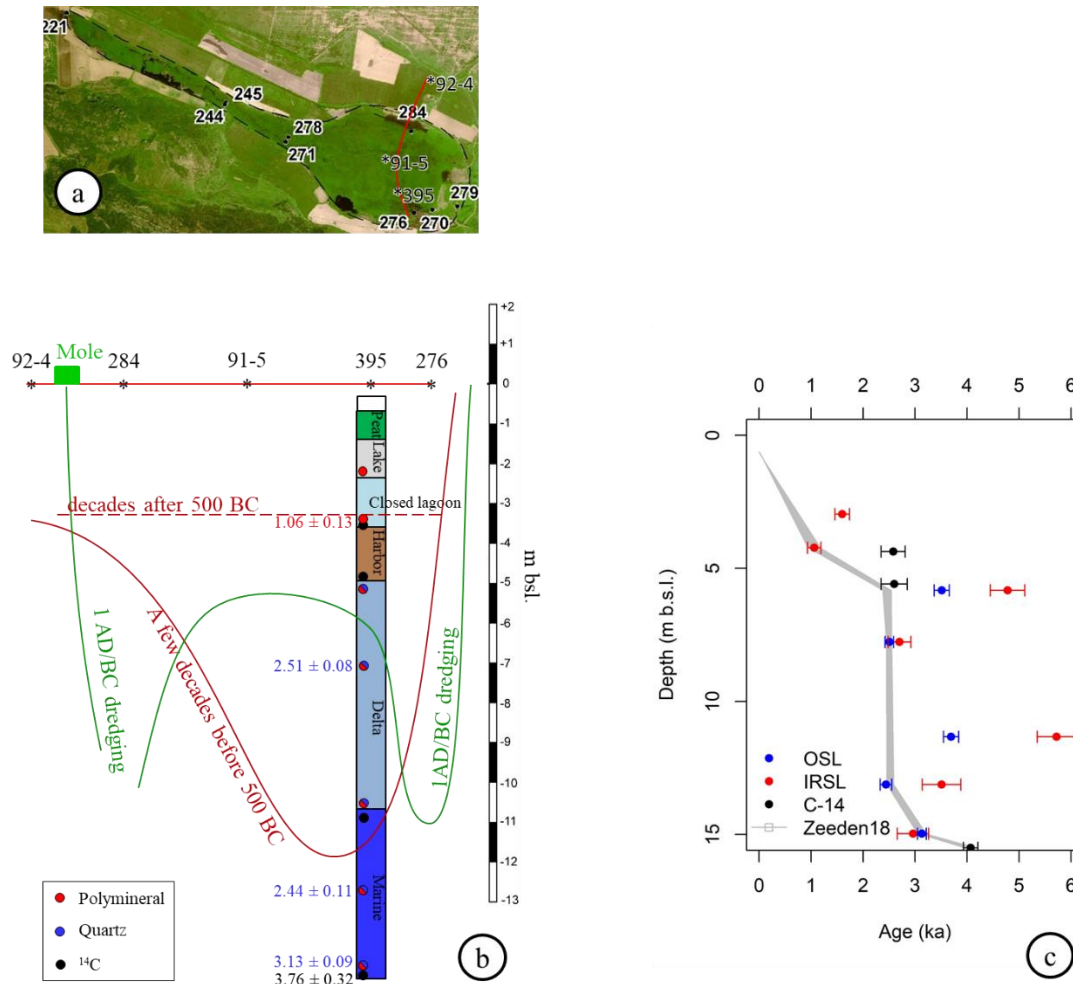 221
245
244
278
271
*92-4
284
*91-5
*395
279
276
270
a
92-4
Mole
284
91-5
395
276
+2
+1
0
-1
-2
-3
-4
-5
-6
-7
-8
-9
-10
-11
-12
-13
m bsl.
Peat
Lake
Closed lagoon
Harbor
Delta
Marine
decades after 500 BC
1.06 ± 0.13
2.51 ± 0.08
2.44 ± 0.11
3.13 ± 0.09
3.76 ± 0.32
1 AD/BC dredging
A few decades before 500 BC
1AD/BC dredging
Polymineral
Quartz
¹⁴C
b
0 1 2 3 4 5 6
0
5
10
15
Depth (m b.s.l.)
OSL
IRSL
C-14
Zeeden18
0 1 2 3 4 5 6
Age (ka)
c